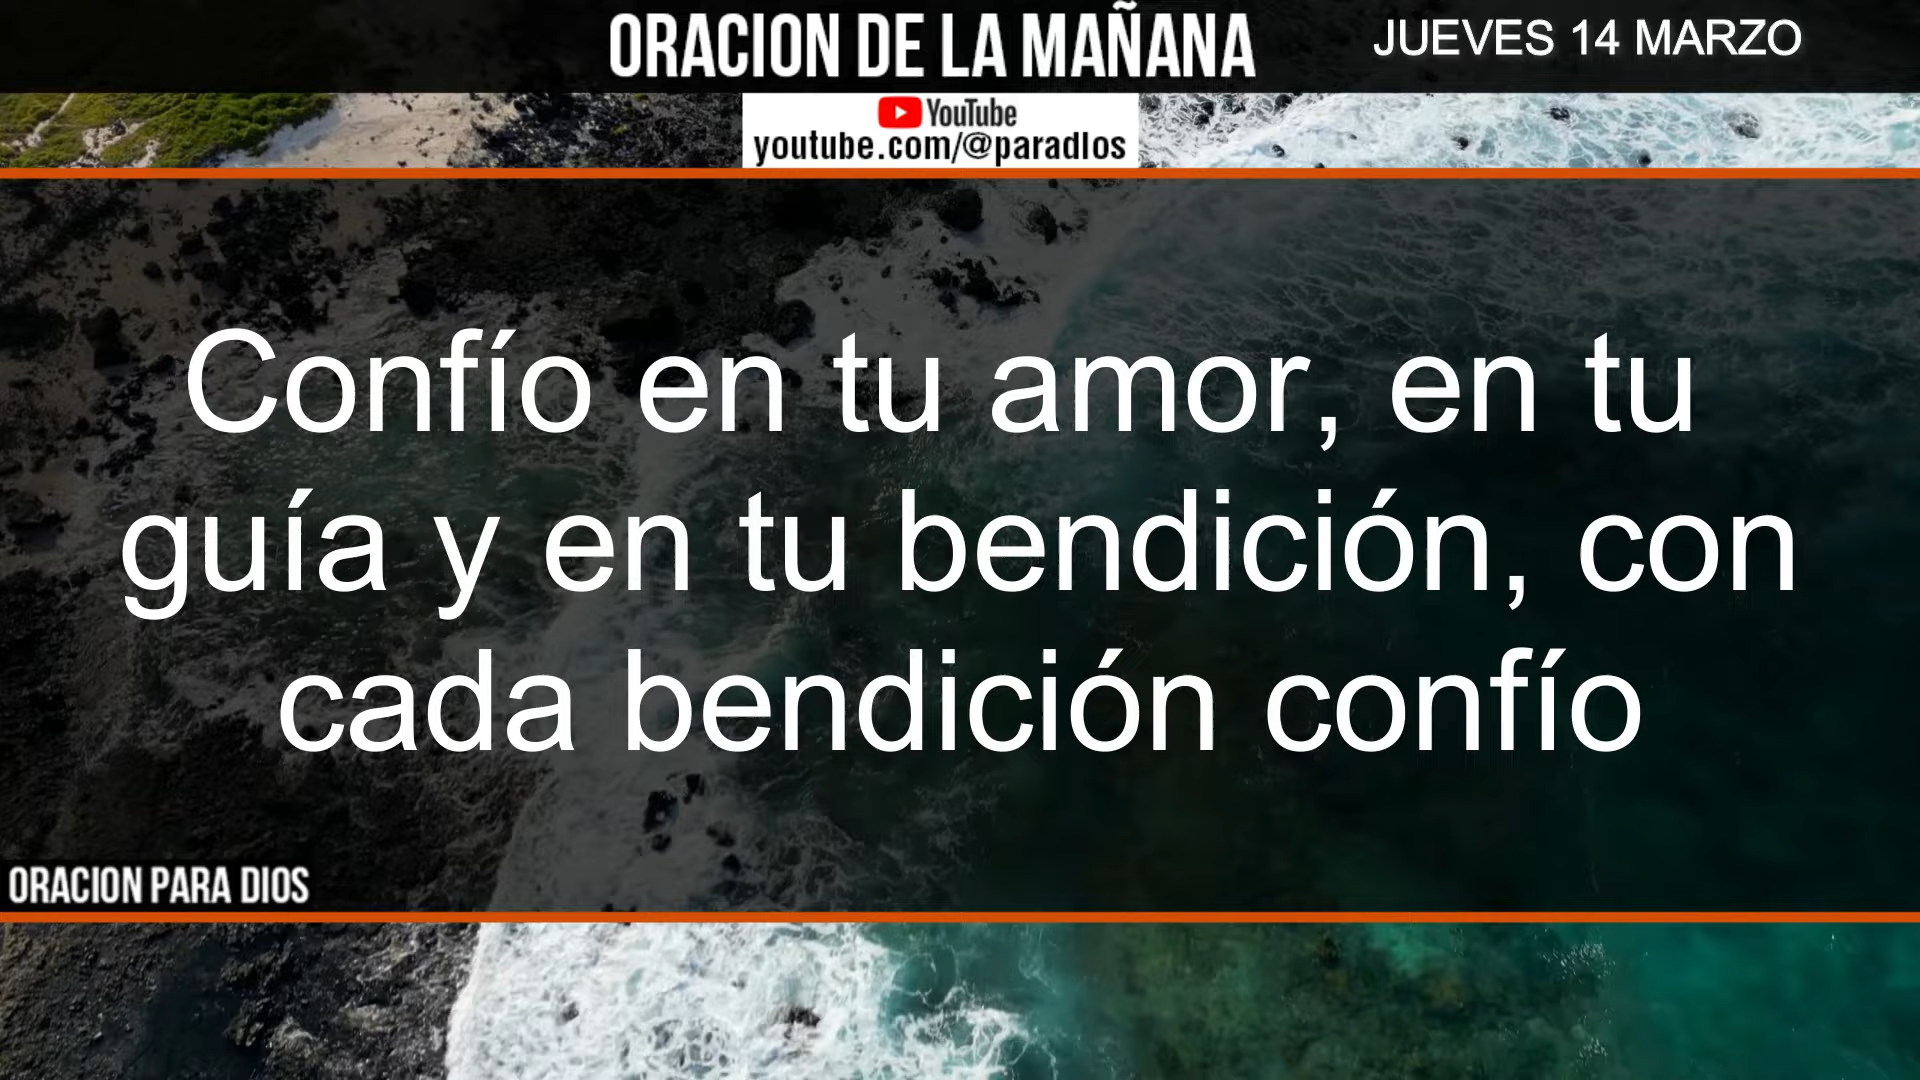 ORACION DE LA MAÑANA
JUEVES 14 MARZO
YouTube
youtube.com/@paradIos
Confío en tu amor, en tu
guía y en tu bendición, con
cada bendición confío
ORACION PARA DIOS